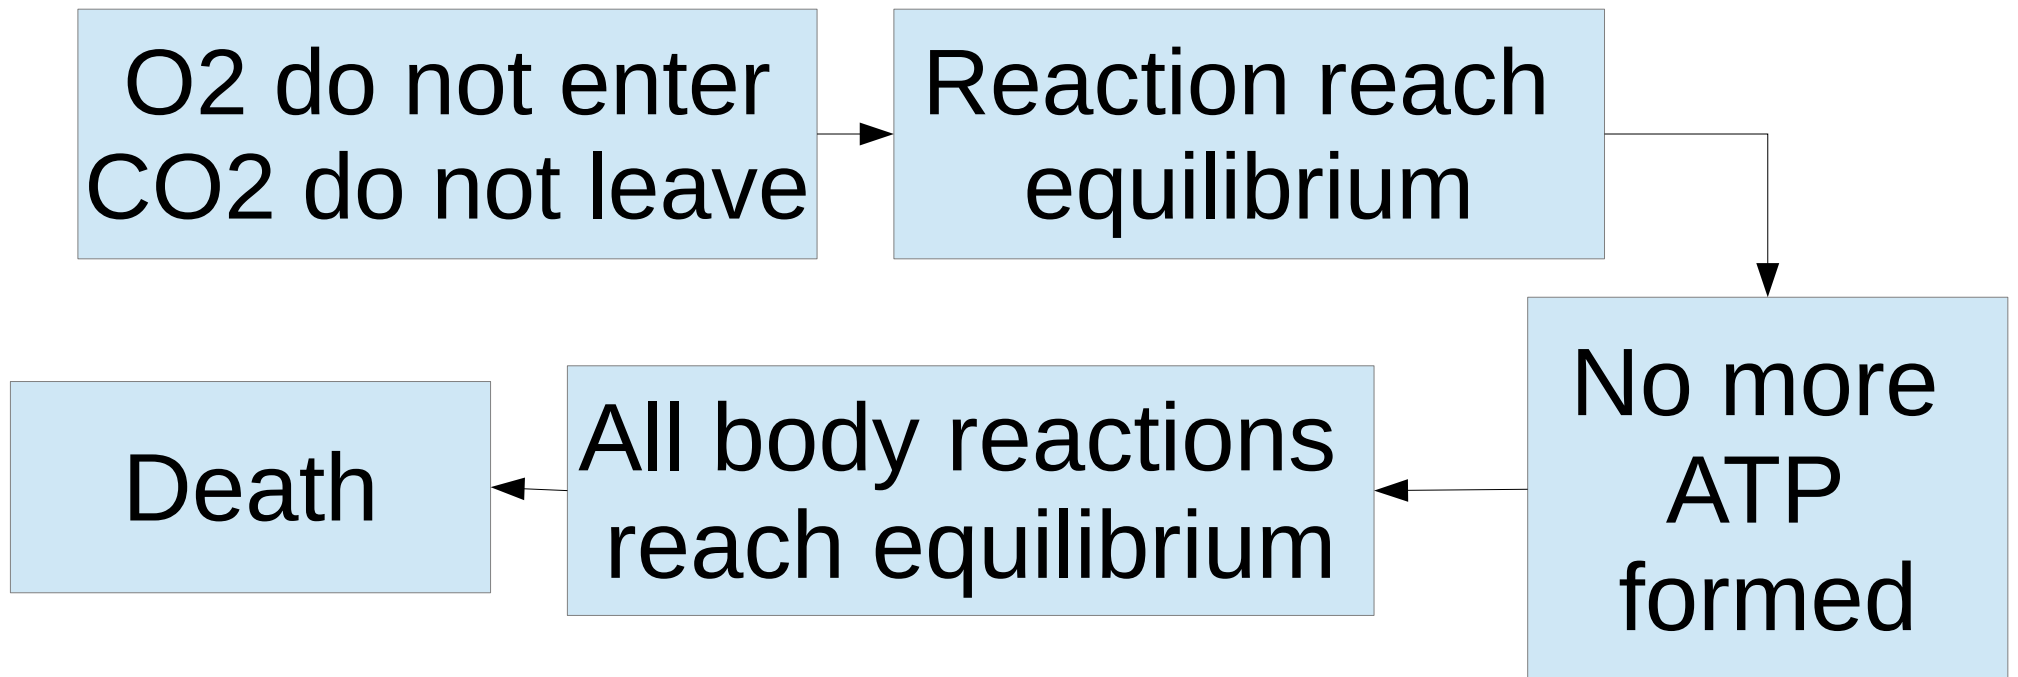 O2 do not enter
CO2 do not leave
Reaction reach
equilibrium
No more
ATP
formed
All body reactions
reach equilibrium
Death